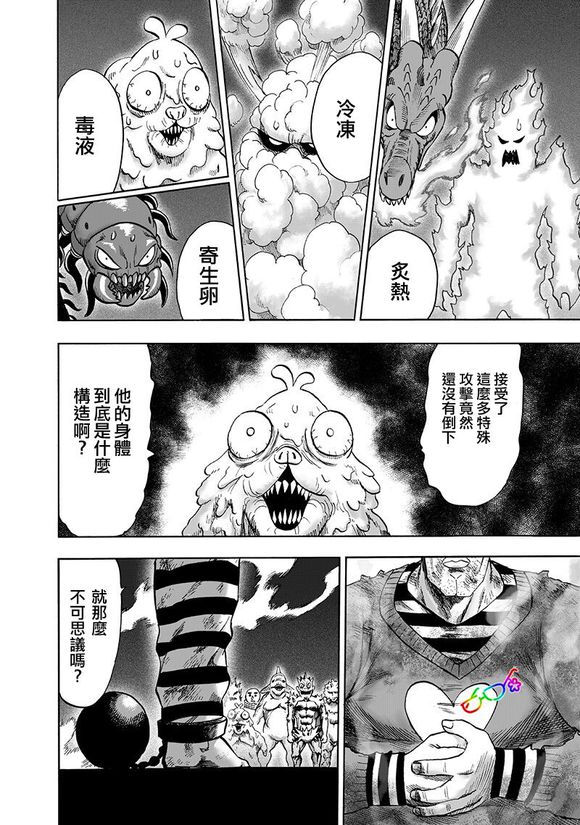 炙熱
冷凍
毒液
寄生卵
接受了
這麼多特殊
攻擊竟然
還沒有倒下
他的身體
到底是什麼
構造啊？
就那麼
不可思議嗎？